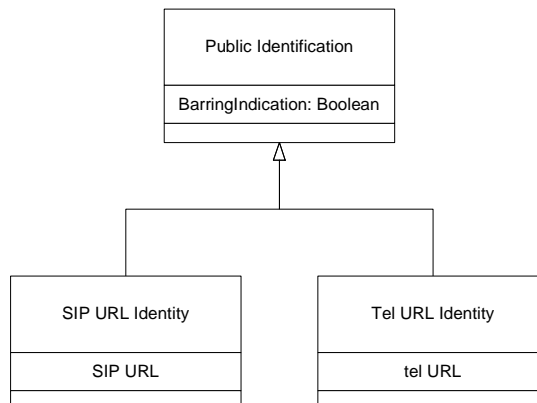 Public Identification
BarringIndication: Boolean
SIP URL Identity
Tel URL Identity
SIP URL
tel URL